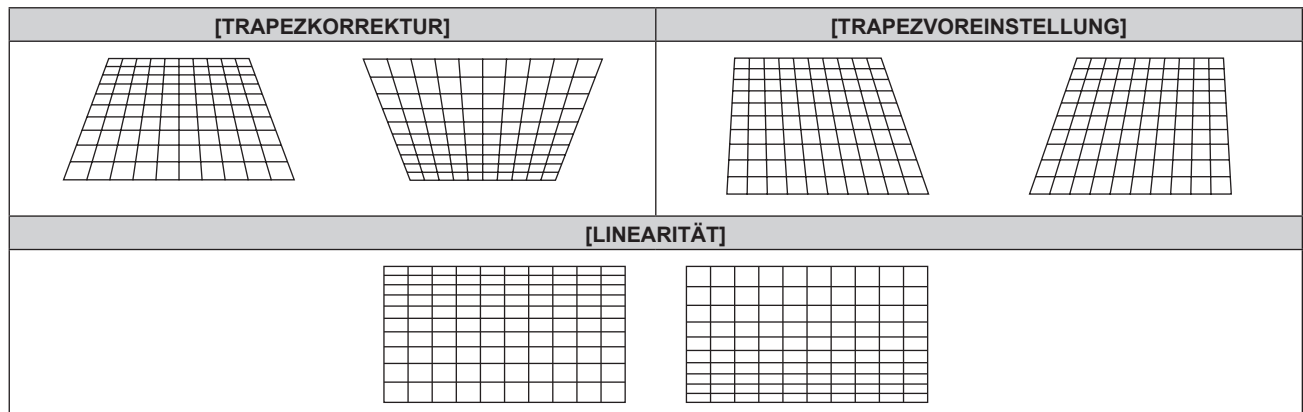 [TRAPEZKORREKTUR]
[TRAPEZVOREINSTELLUNG]
[LINEARITÄT]